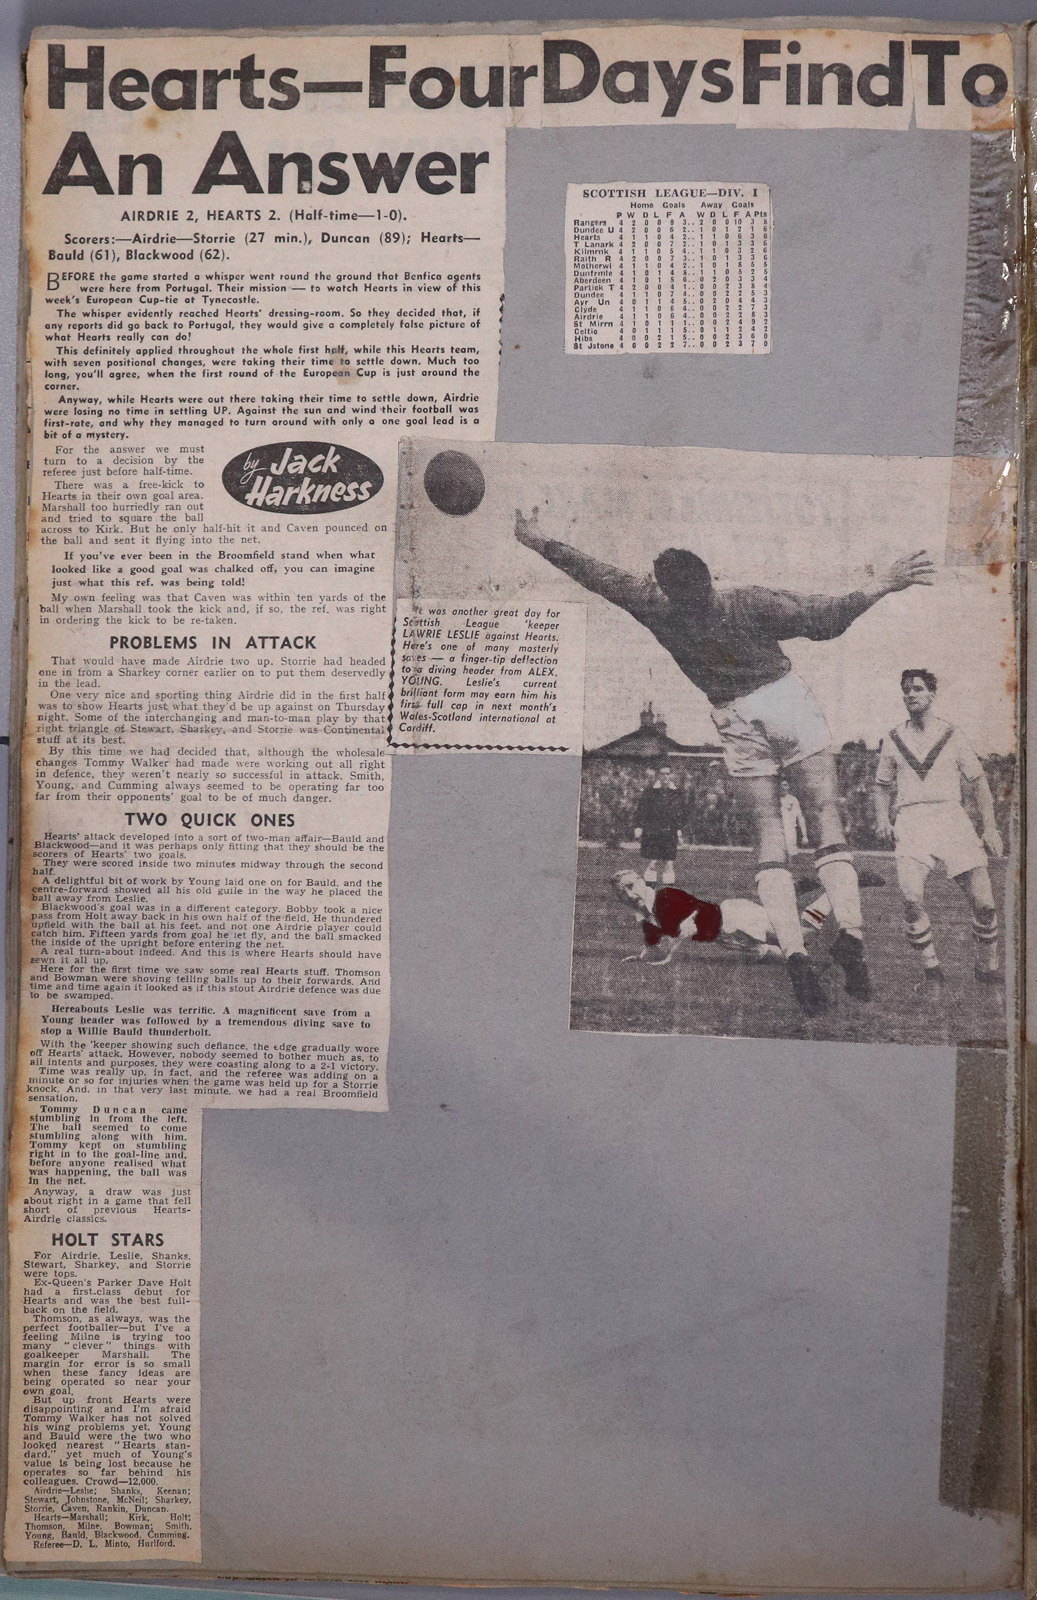 Hearts—FourDaysFindTo
An Answer
AIRDRIE 2, HEARTS 2. (Half-time—1-0).
Scorers:—Airdrie—Storrie (27 min.), Duncan (89); Hearts—
Bauld (61), Blackwood (62).
BEFORE the game started a whisper went round the ground that Benfica agents
were here from Portugal. Their mission — to watch Hearts in view of this
week's European Cup-tie at Tynecastle.
The whisper evidently reached Hearts' dressing-room. So they decided that, if
any reports did go back to Portugal, they would give a completely false picture of
what Hearts really can do!
This definitely applied throughout the whole first half, while this Hearts team,
with seven positional changes, were taking their time to settle down. Much too
long, you'll agree, when the first round of the European Cup is just around the
corner.
Anyway, while Hearts were out there taking their time to settle down, Airdrie
were losing no time in settling UP. Against the sun and wind their football was
first-rate, and why they managed to turn around with only a one goal lead is a
bit of a mystery.
by Jack
Harkness
For the answer we must
turn to a decision by the
referee just before half-time.
There was a free-kick to
Hearts in their own goal area.
Marshall too hurriedly ran out
and tried to square the ball
across to Kirk. But he only half-hit it and Caven pounced on
the ball and sent it flying into the net.
If you've ever been in the Broomfield stand when what
looked like a good goal was chalked off, you can imagine
just what this ref. was being told!
My own feeling was that Caven was within ten yards of the
ball when Marshall took the kick and, if so, the ref. was right
in ordering the kick to be re-taken.
PROBLEMS IN ATTACK
That would have made Airdrie two up. Storrie had headed
one in from a Sharkey corner earlier on to put them deservedly
in the lead.
One very nice and sporting thing Airdrie did in the first half
was to show Hearts just what they'd be up against on Thursday
night. Some of the interchanging and man-to-man play by that
right triangle of Stewart, Sharkey, and Storrie was Continental
stuff at its best.
By this time we had decided that, although the wholesale
changes Tommy Walker had made were working out all right
in defence, they weren't nearly so successful in attack. Smith,
Young, and Cumming always seemed to be operating far too
far from their opponents' goal to be of much danger.
TWO QUICK ONES
Hearts' attack developed into a sort of two-man affair—Bauld and
Blackwood—and it was perhaps only fitting that they should be the
scorers of Hearts' two goals.
They were scored inside two minutes midway through the second
half.
A delightful bit of work by Young laid one on for Bauld, and the
centre-forward showed all his old guile in the way he placed the
ball away from Leslie.
Blackwood's goal was in a different category. Bobby took a nice
pass from Holt away back in his own half of the field. He thundered
upfield with the ball at his feet, and not one Airdrie player could
catch him. Fifteen yards from goal he let fly, and the ball smacked
the inside of the upright before entering the net.
A real turn-about indeed. And this is where Hearts should have
sewn it all up.
Here for the first time we saw some real Hearts stuff. Thomson
and Bowman were shoving telling balls up to their forwards. And
time and time again it looked as if this stout Airdrie defence was due
to be swamped.
Hereabouts Leslie was terrific. A magnificent save from a
Young header was followed by a tremendous diving save to
stop a Willie Bauld thunderbolt.
With the 'keeper showing such defiance, the edge gradually wore
off Hearts' attack. However, nobody seemed to bother much as, to
all intents and purposes, they were coasting along to a 2-1 victory.
Time was really up, in fact, and the referee was adding on a
minute or so for injuries when the game was held up for a Storrie
knock. And, in that very last minute, we had a real Broomfield
sensation.
Tommy Duncan came
stumbling in from the left.
The ball seemed to come
stumbling along with him.
Tommy kept on stumbling
right in to the goal-line and,
before anyone realised what
was happening, the ball was
in the net.
Anyway, a draw was just
about right in a game that fell
short of previous Hearts-
Airdrie classics.
HOLT STARS
For Airdrie, Leslie, Shanks,
Stewart, Sharkey, and Storrie
were tops.
Ex-Queen's Parker Dave Holt
had a first-class debut for
Hearts and was the best full-
back on the field.
Thomson, as always, was the
perfect footballer—but I've a
feeling Milne is trying too
many "clever" things with
goalkeeper Marshall. The
margin for error is so small
when these fancy ideas are
being operated so near your
own goal.
But up front Hearts were
disappointing and I'm afraid
Tommy Walker has not solved
his wing problems yet. Young
and Bauld were the two who
looked nearest "Hearts stan-
dard," yet much of Young's
value is being lost because he
operates so far behind his
colleagues. Crowd—12,000.
Airdrie—Leslie; Shanks, Keenan;
Stewart, Johnstone, McNeil; Sharkey,
Storrie, Caven, Rankin, Duncan.
Hearts—Marshall; Kirk, Holt;
Thomson, Milne, Bowman; Smith,
Young, Bauld, Blackwood, Cumming.
Referee—D. L. Minto, Hurlford.
SCOTTISH LEAGUE—DIV. I
Home Goals Away Goals
P W D L F A W D L F A Pts
Rangers
Dundee U
Hearts
T Lanark
Kilmrnk
Raith R
Motherwl
Dunfrmle
Aberdeen
Partick T
Dundee
Ayr Un
Clyde
Airdrie
St Mirrn
Celtic
Hibs
St Jstone
It was another great day for
Scottish League 'keeper
LAWRIE LESLIE against Hearts.
Here's one of many masterly
saves — a finger-tip deflection
to a diving header from ALEX.
YOUNG. Leslie's current
brilliant form may earn him his
first full cap in next month's
Wales-Scotland international at
Cardiff.